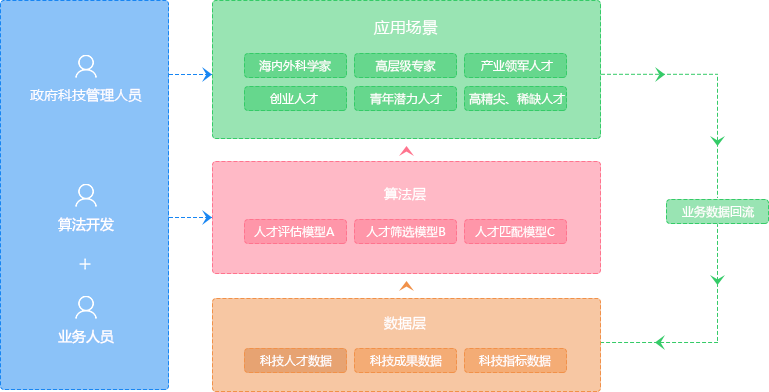 政府科技管理人员
算法开发
+
业务人员
应用场景
海内外科学家
高层级专家
产业领军人才
创业人才
青年潜力人才
高精尖、稀缺人才
算法层
人才评估模型A
人才筛选模型B
人才匹配模型C
数据层
科技人才数据
科技成果数据
科技指标数据
业务数据回流